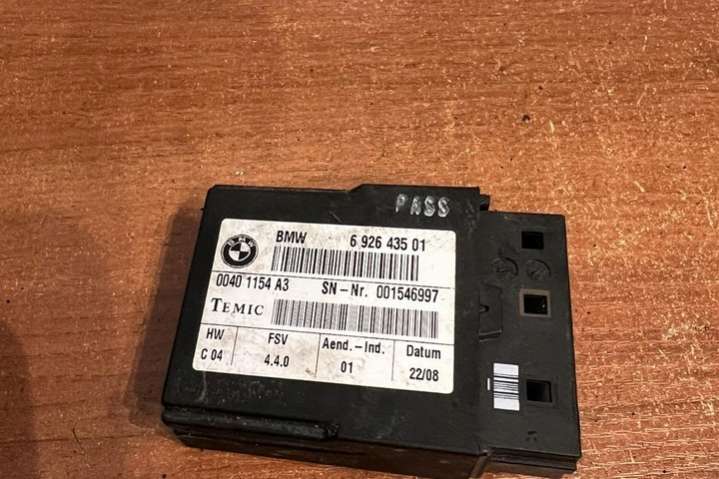 PASS
BMW 6 926 435 01
0040 1154 A3 SN-Nr. 001546997
TEMIC
HW FSV Aend.-Ind. Datum
C 04 4.4.0 01 22/08